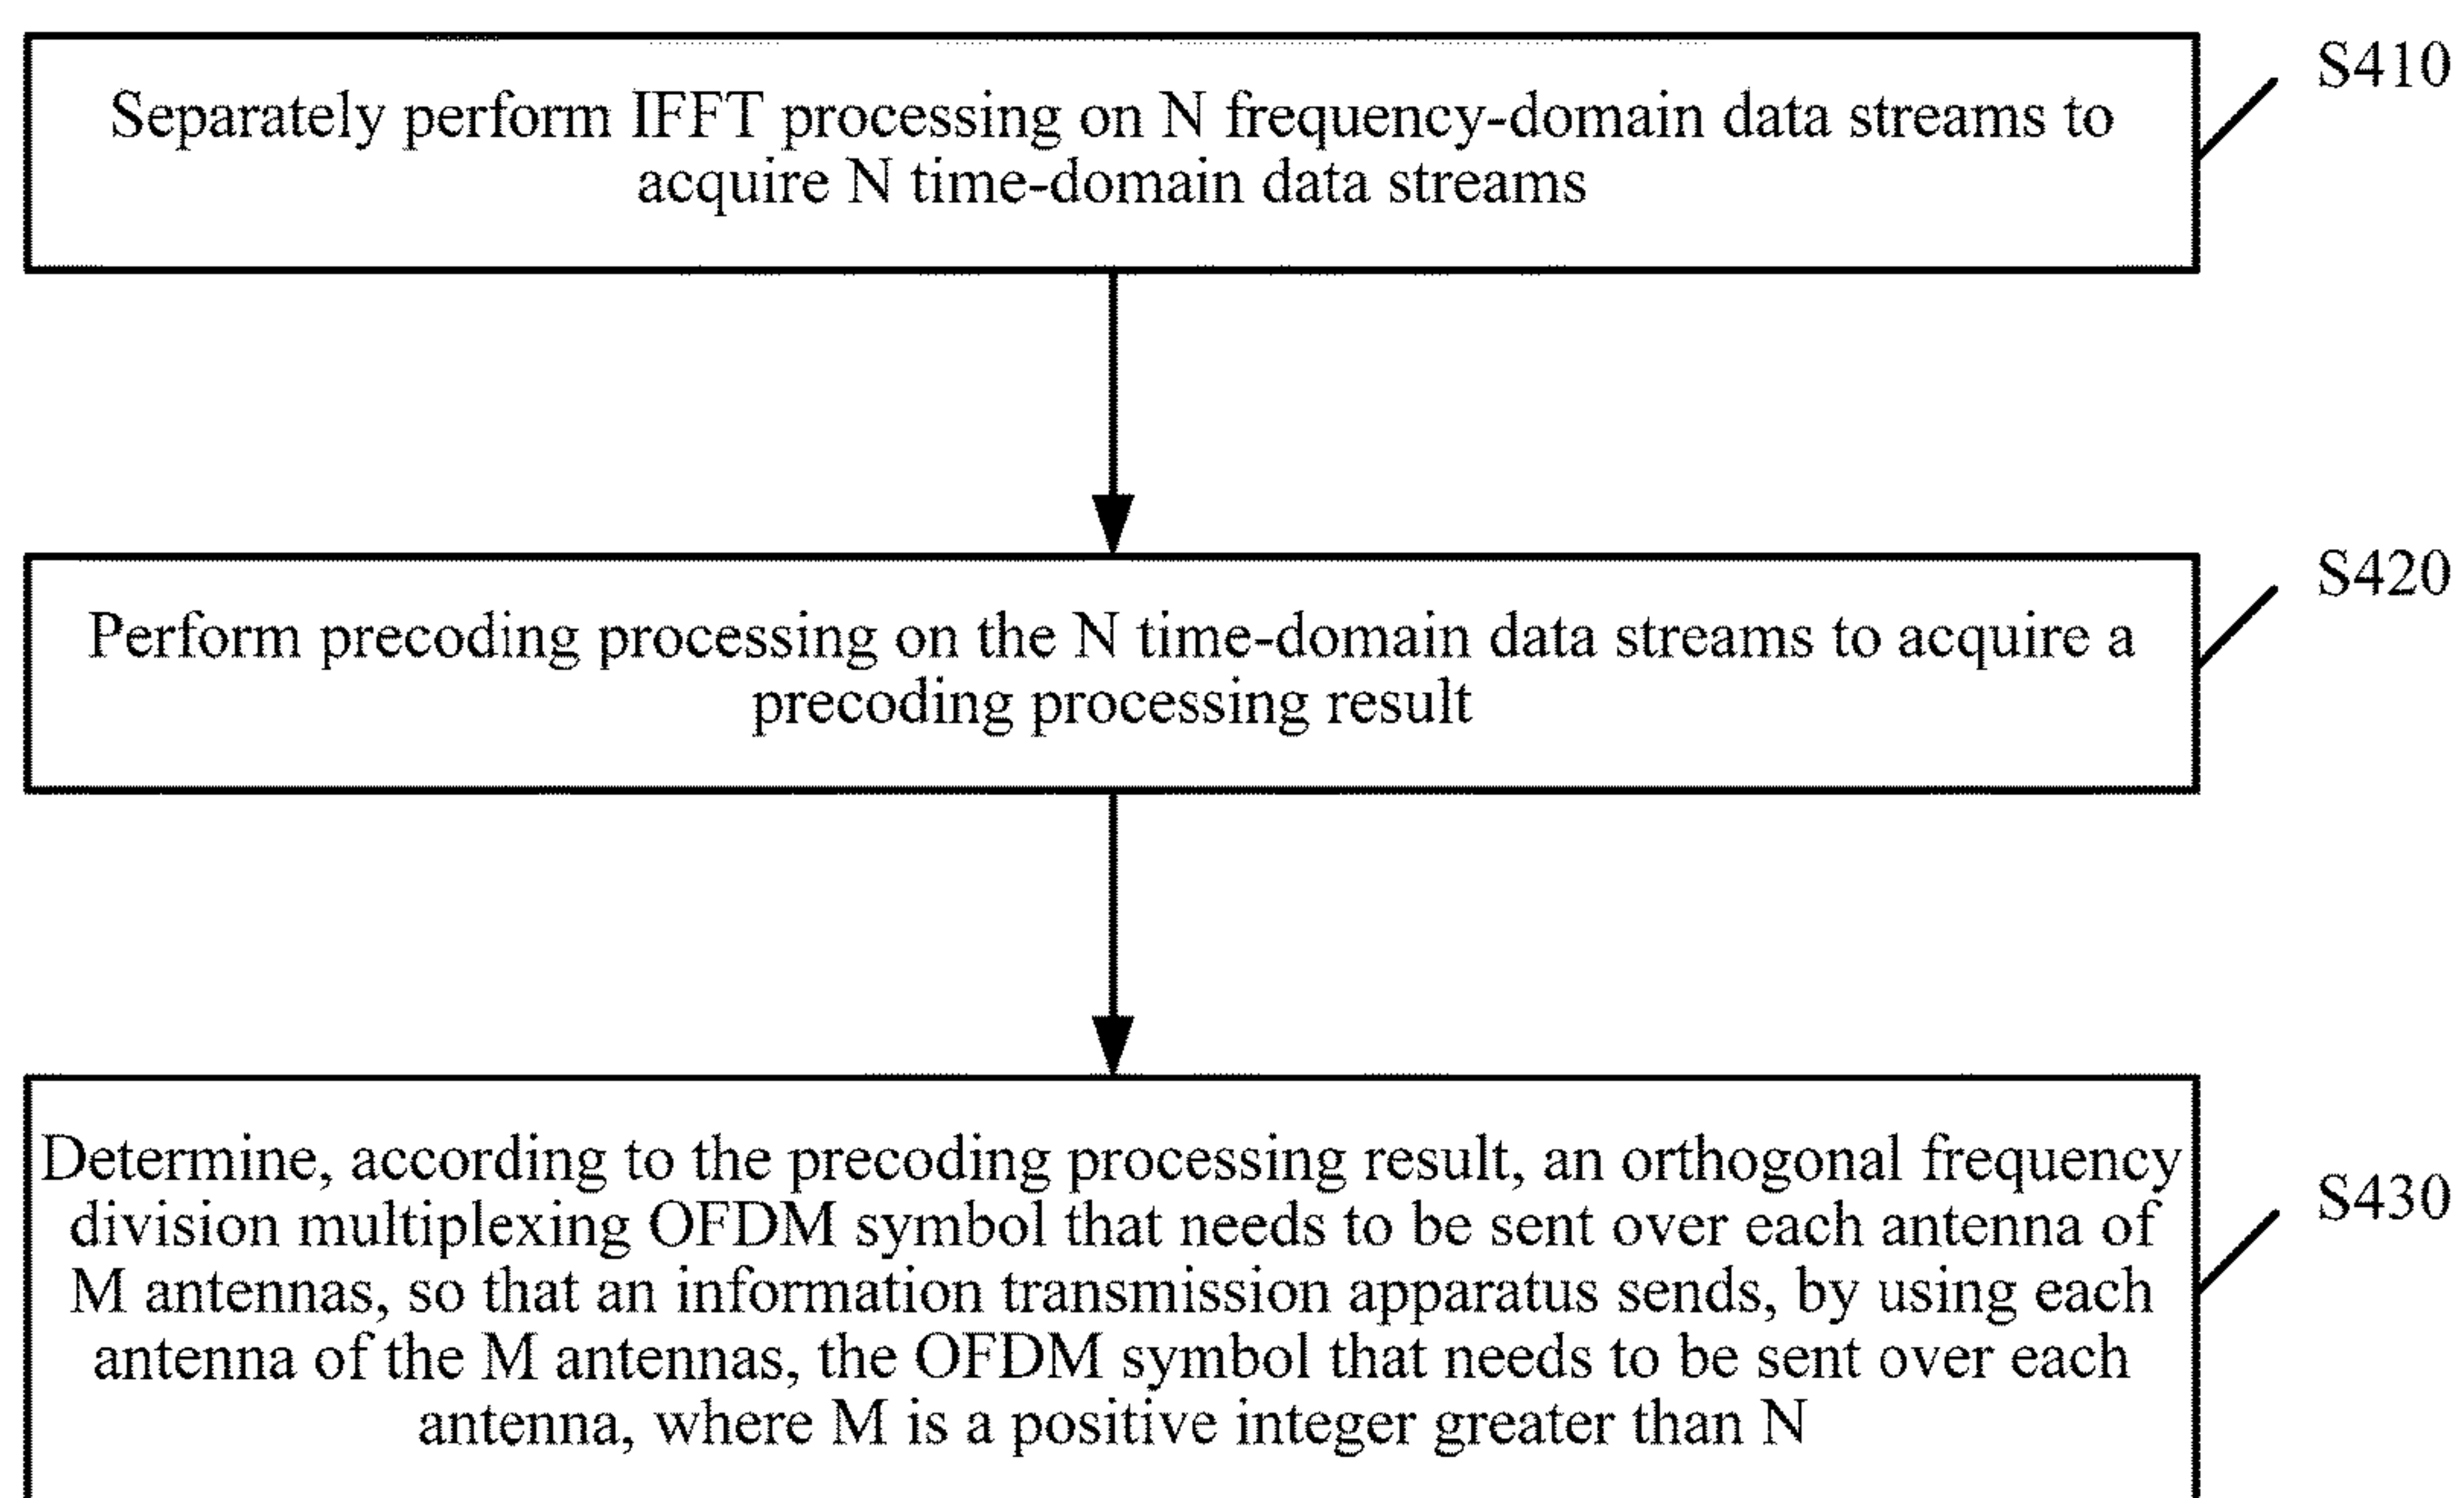 S410
Separately perform IFFT processing on N frequency-domain data streams to
acquire N time-domain data streams
S420
Perform precoding processing on the N time-domain data streams to acquire a
precoding processing result
S430
Determine, according to the precoding processing result, an orthogonal frequency
division multiplexing OFDM symbol that needs to be sent over each antenna of
M antennas, so that an information transmission apparatus sends, by using each
antenna of the M antennas, the OFDM symbol that needs to be sent over each
antenna, where M is a positive integer greater than N